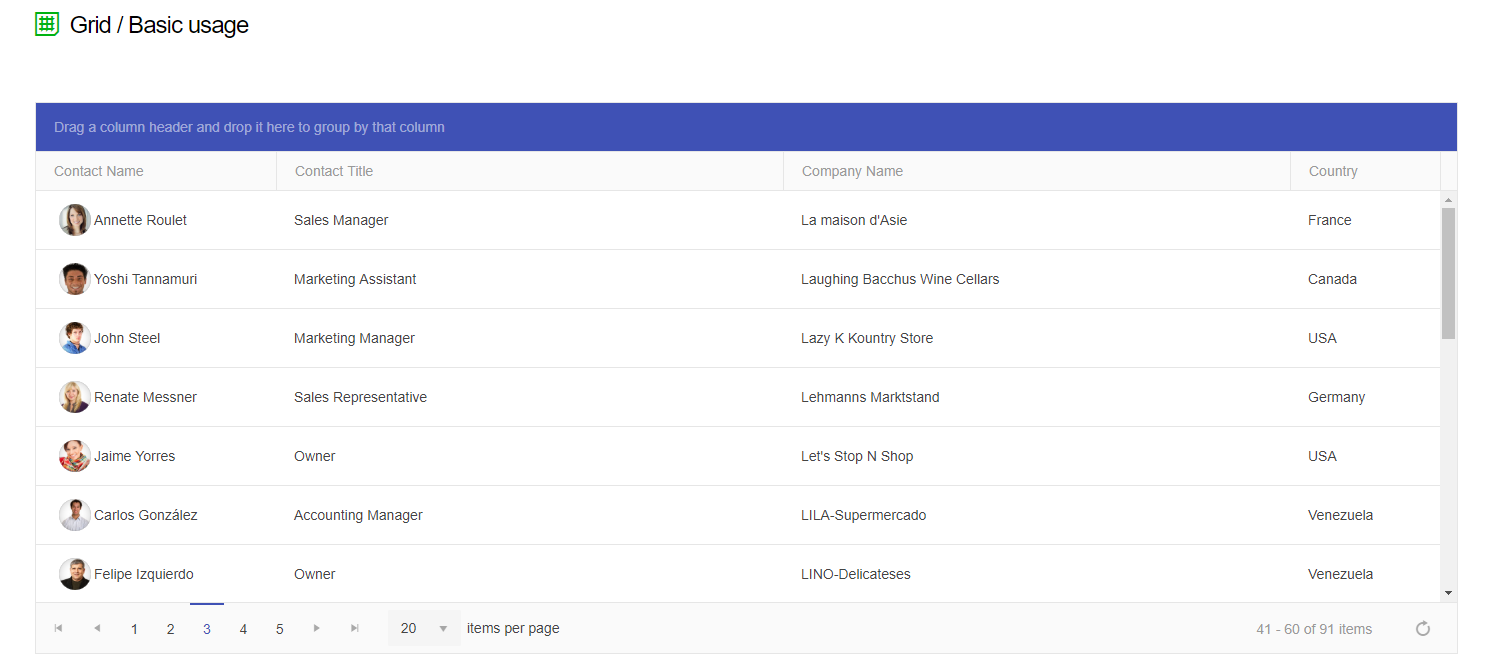 Grid / Basic usage
Drag a column header and drop it here to group by that column
Contact Name Contact Title Company Name Country
Annette Roulet Sales Manager La maison d'Asie France
Yoshi Tannamuri Marketing Assistant Laughing Bacchus Wine Cellars Canada
John Steel Marketing Manager Lazy K Kountry Store USA
Renate Messner Sales Representative Lehmanns Marktstand Germany
Jaime Yorres Owner Let's Stop N Shop USA
Carlos González Accounting Manager LILA-Supermercado Venezuela
Felipe Izquierdo Owner LINO-Delicateses Venezuela
1 2 3 4 5 20 items per page 41 - 60 of 91 items